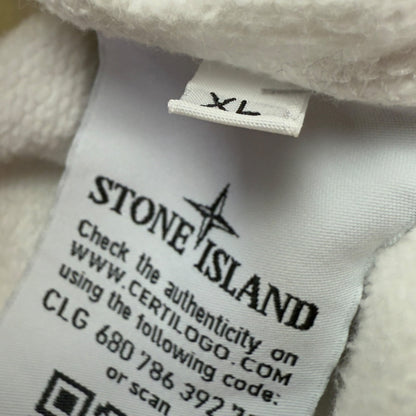 XL
STONE ISLAND
Check the authenticity on
WWW.CERTILOGO.COM
using the following code:
CLG 680 786 392
or scan